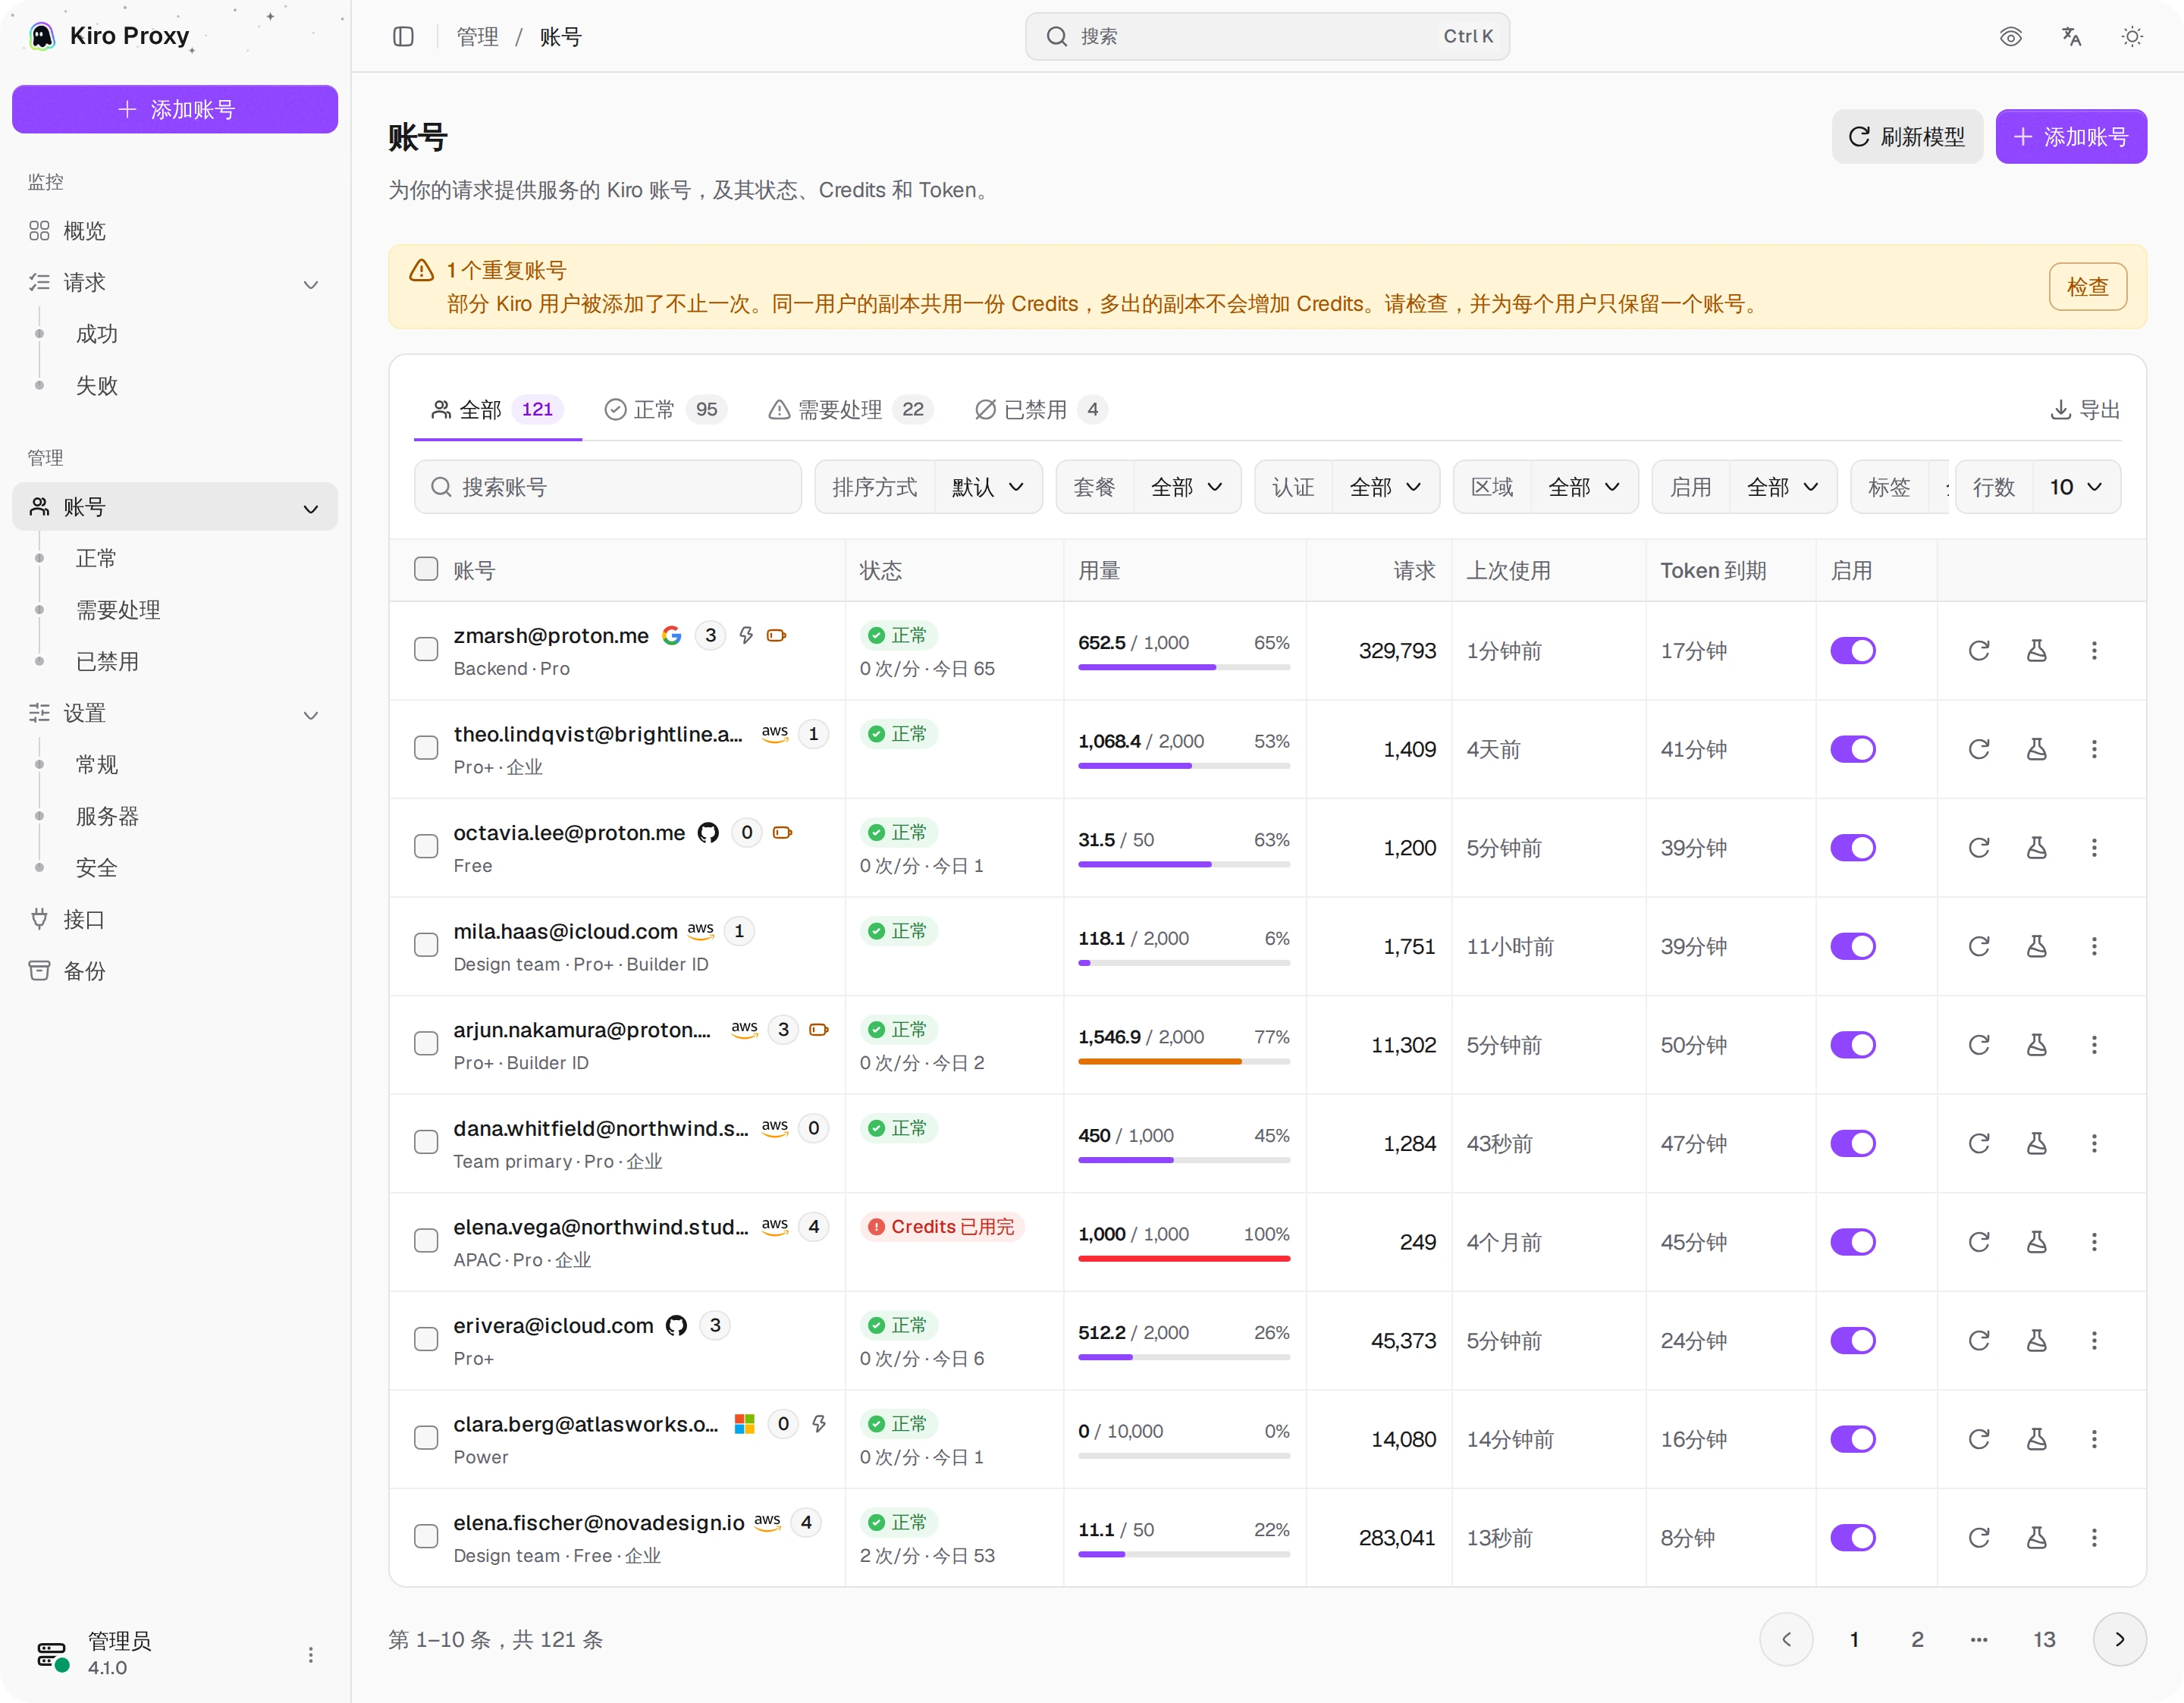 Kiro Proxy
管理 / 账号
搜索
Ctrl K
添加账号
监控
概览
请求
成功
失败
管理
账号
正常
需要处理
已禁用
设置
常规
服务器
安全
接口
备份
管理员
4.1.0
账号
刷新模型
添加账号
为你的请求提供服务的 Kiro 账号，及其状态、Credits 和 Token。
1 个重复账号
部分 Kiro 用户被添加了不止一次。同一用户的副本共用一份 Credits，多出的副本不会增加 Credits。请检查，并为每个用户只保留一个账号。
检查
全部 121 正常 95 需要处理 22 已禁用 4 导出
搜索账号 排序方式 默认 套餐 全部 认证 全部 区域 全部 启用 全部 标签 行数 10
账号 状态 用量 请求 上次使用 Token 到期 启用
zmarsh@proton.me 3 正常 652.5 / 1,000 65% 329,793 1分钟前 17分钟
Backend · Pro 0 次/分 · 今日 65
theo.lindqvist@brightline.a... aws 1 正常 1,068.4 / 2,000 53% 1,409 4天前 41分钟
Pro+ · 企业
octavia.lee@proton.me 0 正常 31.5 / 50 63% 1,200 5分钟前 39分钟
Free 0 次/分 · 今日 1
mila.haas@icloud.com aws 1 正常 118.1 / 2,000 6% 1,751 11小时前 39分钟
Design team · Pro+ · Builder ID
arjun.nakamura@proton.... aws 3 正常 1,546.9 / 2,000 77% 11,302 5分钟前 50分钟
Pro+ · Builder ID 0 次/分 · 今日 2
dana.whitfield@northwind.s... aws 0 正常 450 / 1,000 45% 1,284 43秒前 47分钟
Team primary · Pro · 企业
elena.vega@northwind.stud... aws 4 Credits 已用完 1,000 / 1,000 100% 249 4个月前 45分钟
APAC · Pro · 企业
erivera@icloud.com 3 正常 512.2 / 2,000 26% 45,373 5分钟前 24分钟
Pro+ 0 次/分 · 今日 6
clara.berg@atlasworks.o... 0 正常 0 / 10,000 0% 14,080 14分钟前 16分钟
Power 0 次/分 · 今日 1
elena.fischer@novadesign.io aws 4 正常 11.1 / 50 22% 283,041 13秒前 8分钟
Design team · Free · 企业 2 次/分 · 今日 53
第 1–10 条，共 121 条
1 2 ••• 13